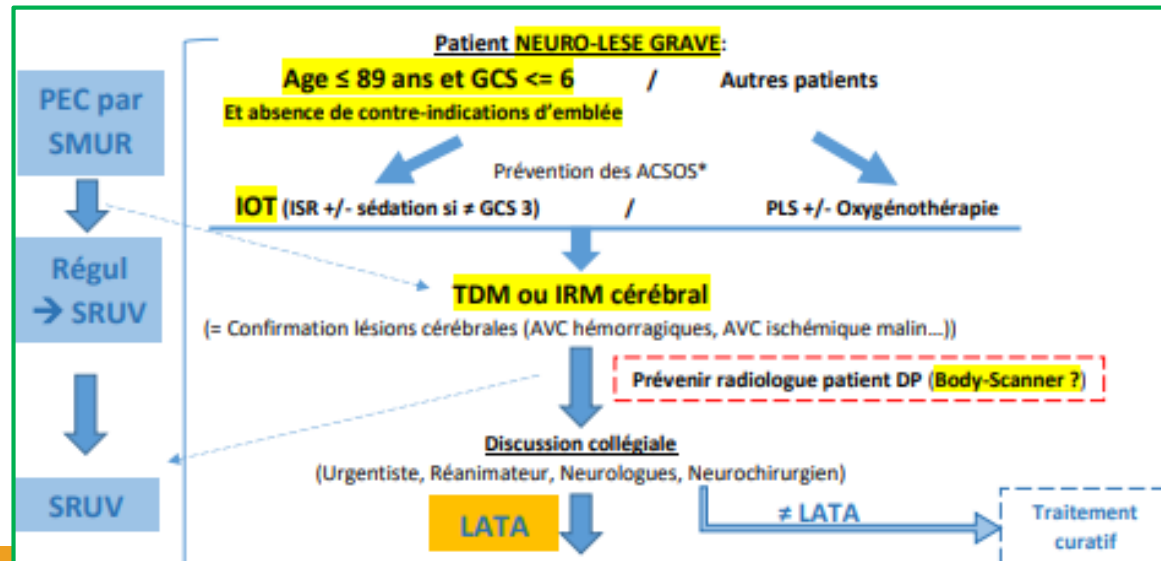 Patient NEURO-LESE GRAVE:
Age ≤ 89 ans et GCS <= 6 / Autres patients
Et absence de contre-indications d'emblée
PEC par
SMUR
Prévention des ACSOS*
IOT (ISR +/- sédation si ≠ GCS 3) / PLS +/- Oxygénothérapie
Régul
→ SRUV
TDM ou IRM cérébral
(= Confirmation lésions cérébrales (AVC hémorragiques, AVC ischémique malin…))
Prévenir radiologue patient DP (Body-Scanner ?)
Discussion collégiale
(Urgentiste, Réanimateur, Neurologues, Neurochirurgien)
SRUV
LATA
≠ LATA
Traitement
curatif